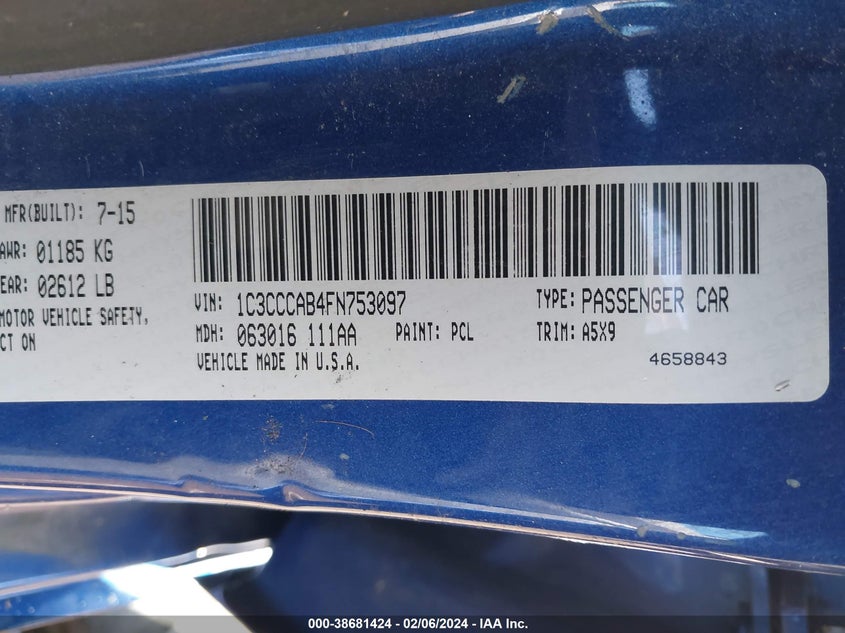 MFR(BUILT): 7-15
AWR: 01185 KG
EAR: 02612 LB
MOTOR VEHICLE SAFETY,
CT ON
VIN: 1C3CCCAB4FN753097 TYPE: PASSENGER CAR
MDH: 063016 111AA PAINT: PCL TRIM: A5X9
VEHICLE MADE IN U.S.A. 4658843
000-38681424 - 02/06/2024 - IAA Inc.